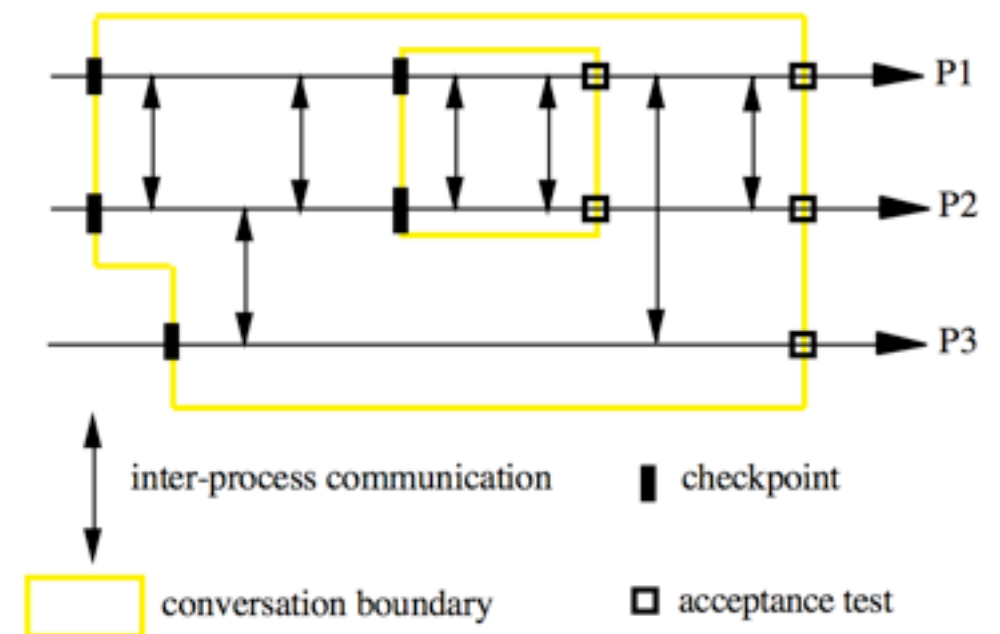 P1
P2
P3
inter-process communication
checkpoint
conversation boundary
acceptance test